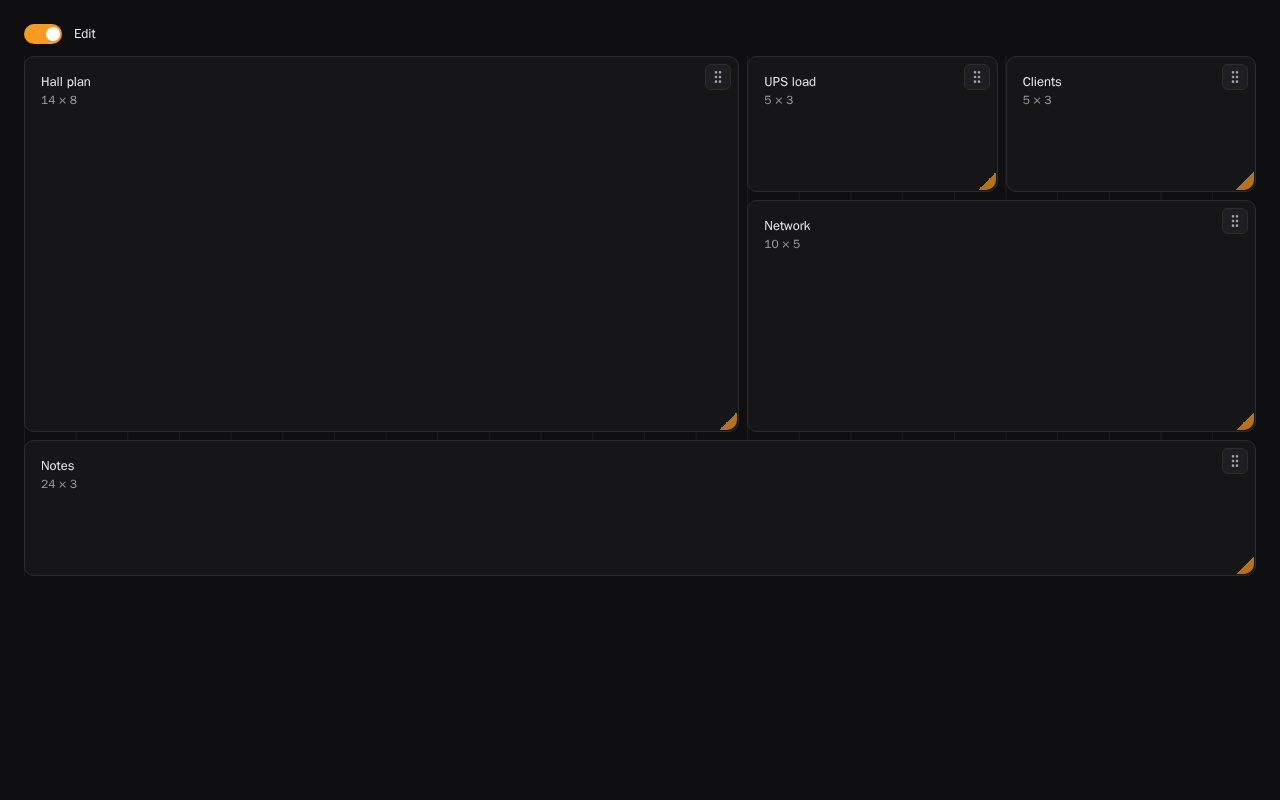 Edit
Hall plan
14 × 8
UPS load
5 × 3
Clients
5 × 3
Network
10 × 5
Notes
24 × 3